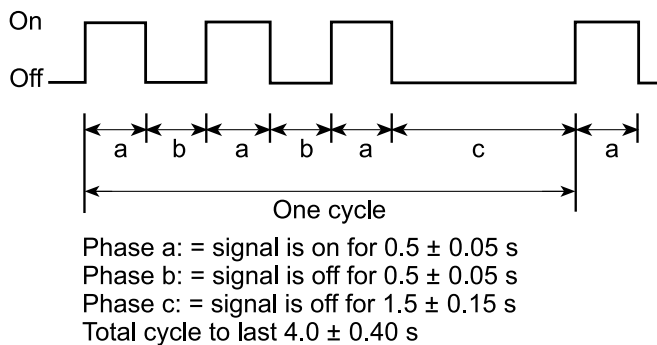 On
Off
a b a b a c a
One cycle
Phase a: = signal is on for 0.5 ± 0.05 s
Phase b: = signal is off for 0.5 ± 0.05 s
Phase c: = signal is off for 1.5 ± 0.15 s
Total cycle to last 4.0 ± 0.40 s